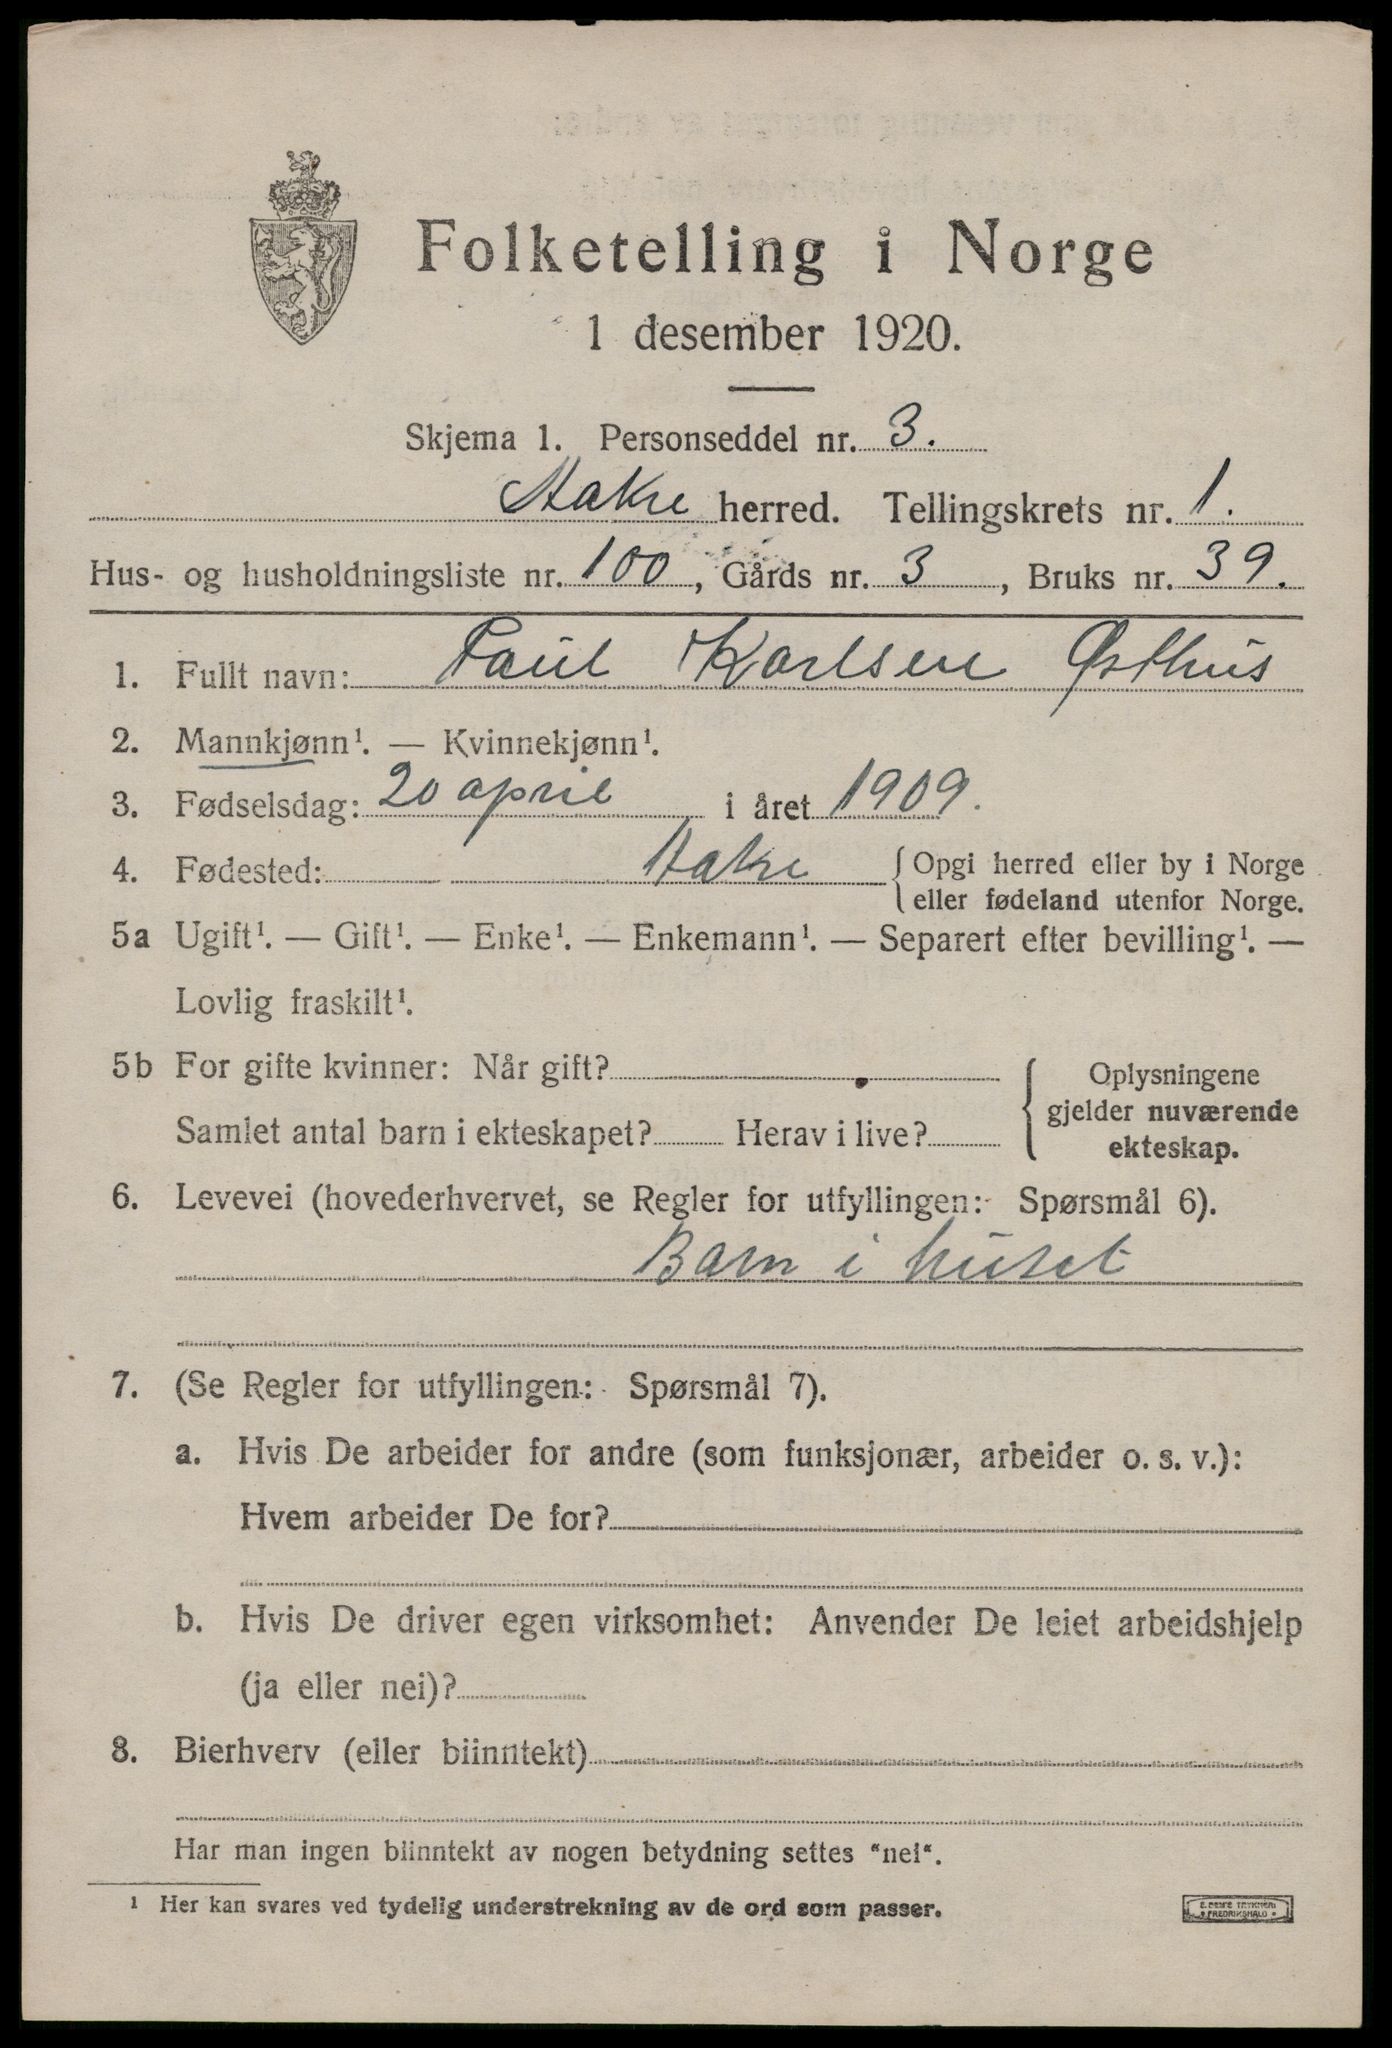 Folketelling i Norge
1 desember 1920.
Skjema 1. Personseddel nr. 3.
Aakre herred. Tellingskrets nr. 1.
Hus- og husholdningsliste nr. 100, Gårds nr. 3, Bruks nr. 39.
1. Fullt navn: Paul Karlsen Østhus
2. Mannkjønn¹. — Kvinnekjønn¹.
3. Fødselsdag: 20 april i året 1909.
4. Fødested: Aakre { Opgi herred eller by i Norge
eller fødeland utenfor Norge.
5a Ugift¹. — Gift¹. — Enke¹. — Enkemann¹. — Separert efter bevilling¹. —
Lovlig fraskilt¹.
5b For gifte kvinner: Når gift?
Samlet antal barn i ekteskapet? Herav i live?
{ Oplysningene
gjelder nuværende
ekteskap.
6. Levevei (hovederhvervet, se Regler for utfyllingen: Spørsmål 6).
Barn i huset
7. (Se Regler for utfyllingen: Spørsmål 7).
a. Hvis De arbeider for andre (som funksjonær, arbeider o. s. v.):
Hvem arbeider De for?
b. Hvis De driver egen virksomhet: Anvender De leiet arbeidshjelp
(ja eller nei)?
8. Bierhverv (eller biinntekt)
Har man ingen biinntekt av nogen betydning settes "nei".
¹ Her kan svares ved tydelig understrekning av de ord som passer.
FREDRIKSHALD